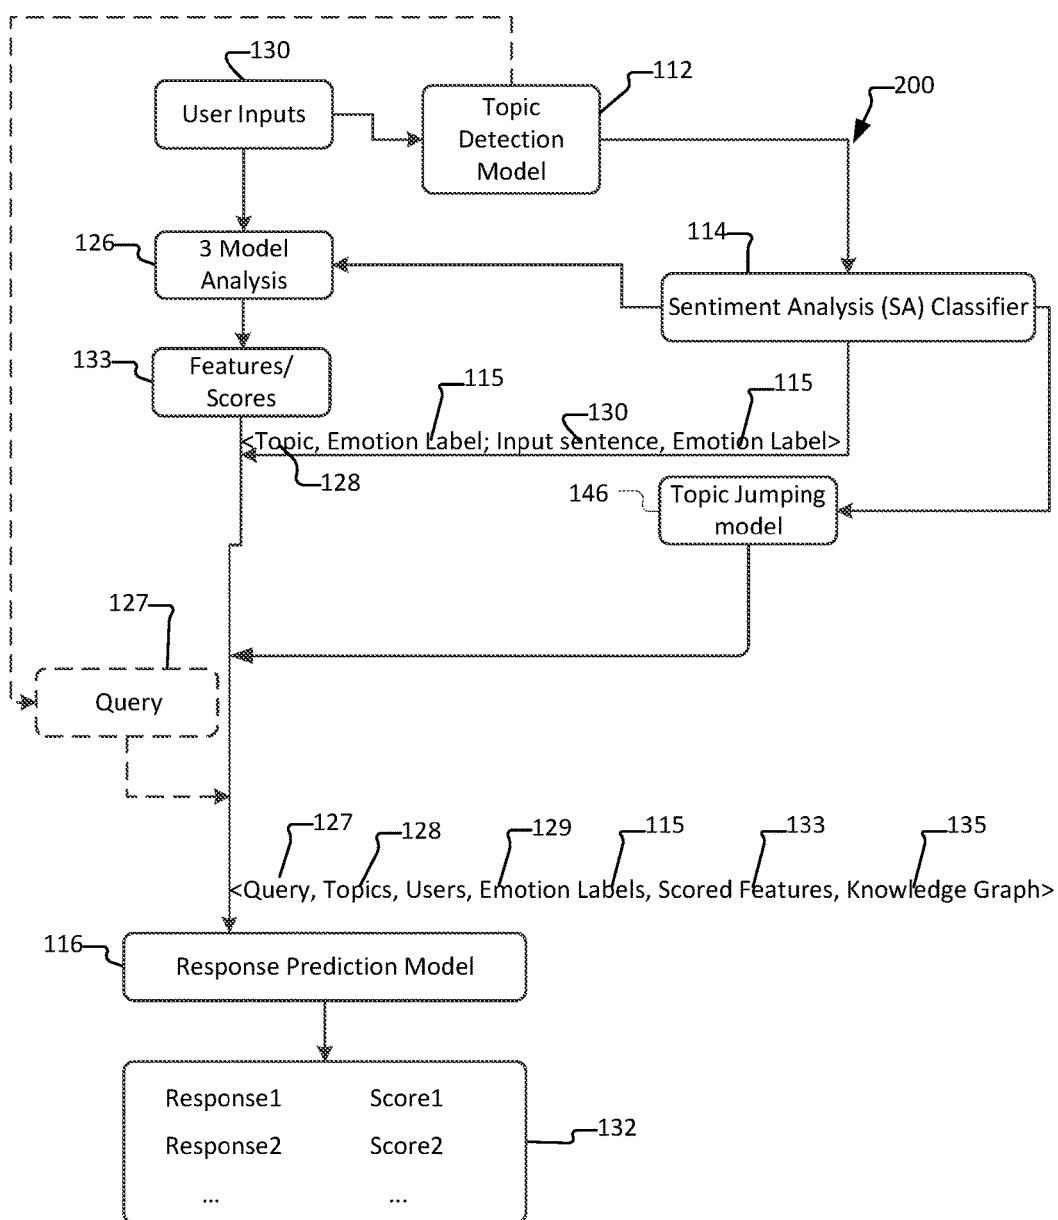 130
User Inputs
Topic
Detection
Model
112
200
126
3 Model
Analysis
114
Sentiment Analysis (SA) Classifier
133
Features/
Scores
115
130
115
<Topic, Emotion Label; Input sentence, Emotion Label>
128
146
Topic Jumping
model
127
Query
127
128
129
115
133
135
<Query, Topics, Users, Emotion Labels, Scored Features, Knowledge Graph>
116
Response Prediction Model
Response1 Score1
Response2 Score2
... ...
132